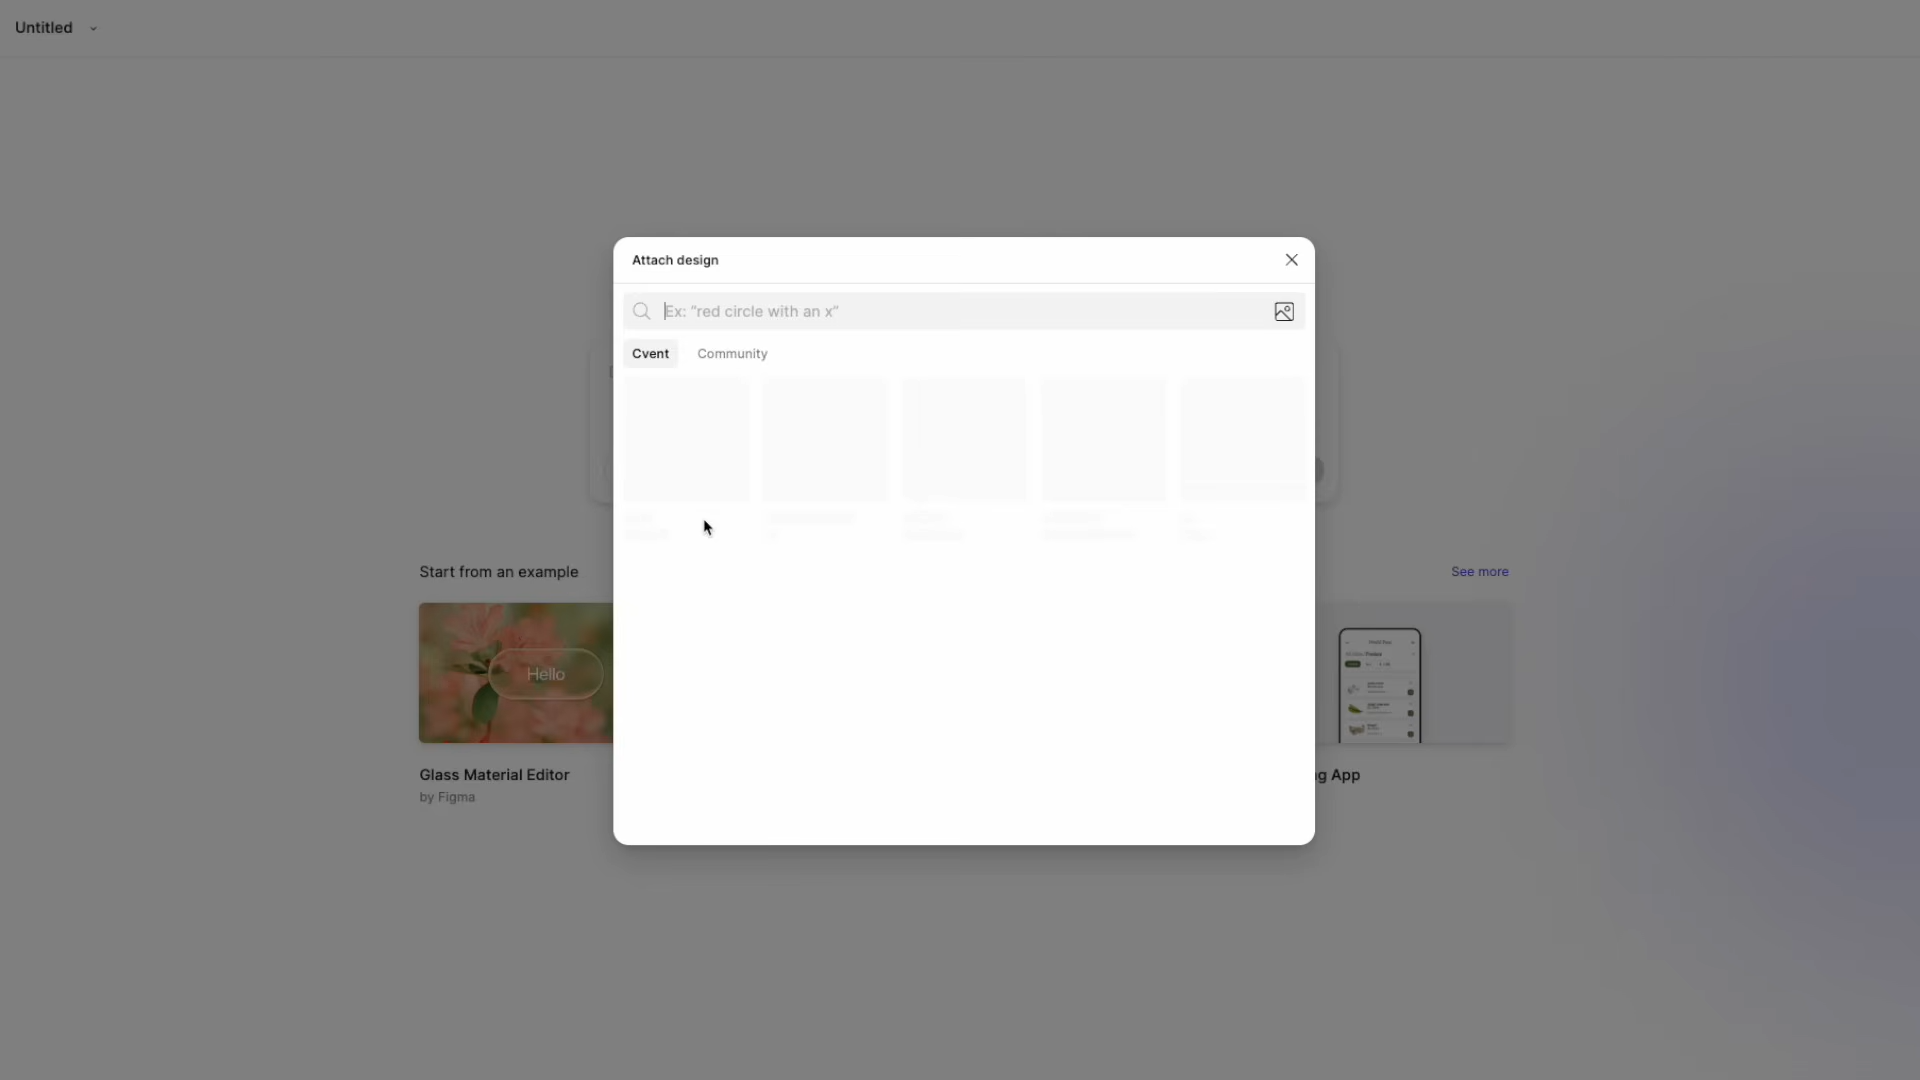 Untitled
Attach design
Ex: "red circle with an x"
Cvent
Community
Start from an example
See more
Hello
Glass Material Editor
g App
by Figma